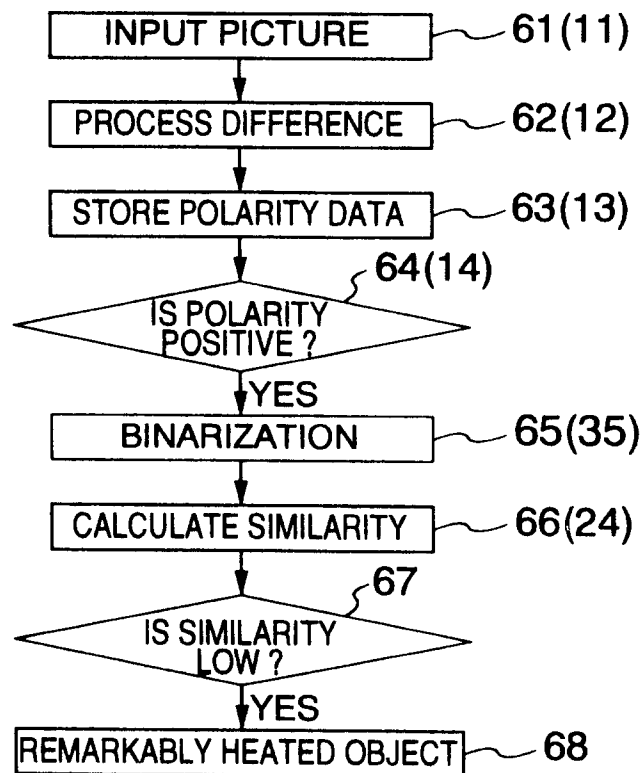 INPUT PICTURE 61(11)
PROCESS DIFFERENCE 62(12)
STORE POLARITY DATA 63(13)
64(14)
IS POLARITY
POSITIVE ?
YES
BINARIZATION 65(35)
CALCULATE SIMILARITY 66(24)
67
IS SIMILARITY
LOW ?
YES
REMARKABLY HEATED OBJECT 68